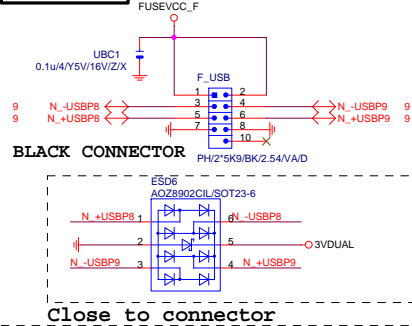 FUSEVCC_F
UBC1
0.1u/4/Y5V/16V/Z/X
F_USB
1 2
9 N_-USBP8 3 4 N_-USBP9 9
9 N_+USBP8 5 6 N_+USBP9 9
7 8
10
BLACK CONNECTOR PH/2*5K9/BK/2.54/VA/D
ESD6
AOZ8902CIL/SOT23-6
N_+USBP8 1 6 N_-USBP8
2 5 3VDUAL
N_-USBP9 3 4 N_+USBP9
Close to connector